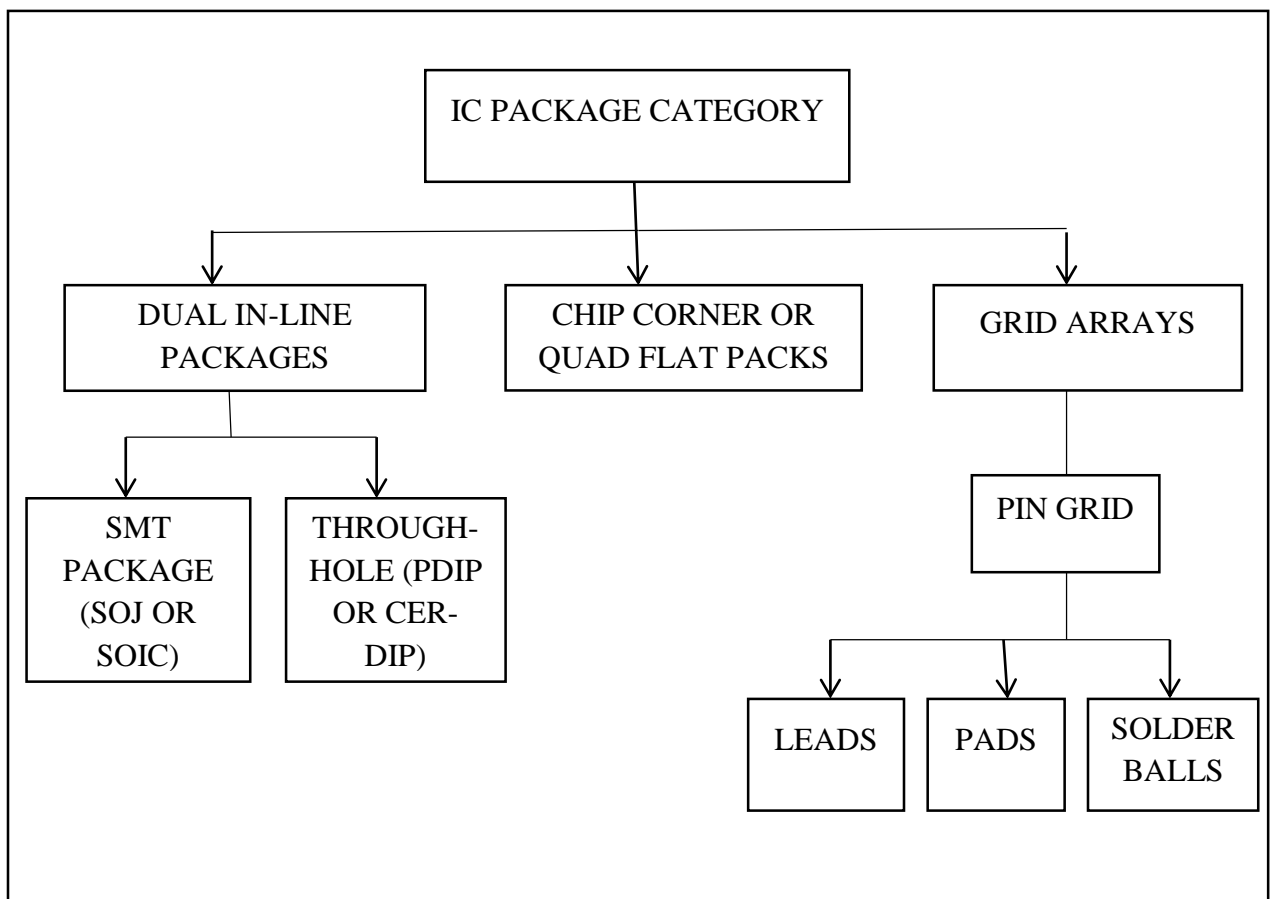 IC PACKAGE CATEGORY
DUAL IN-LINE
PACKAGES
CHIP CORNER OR
QUAD FLAT PACKS
GRID ARRAYS
SMT
PACKAGE
(SOJ OR
SOIC)
THROUGH-
HOLE (PDIP
OR CER-
DIP)
PIN GRID
LEADS
PADS
SOLDER
BALLS